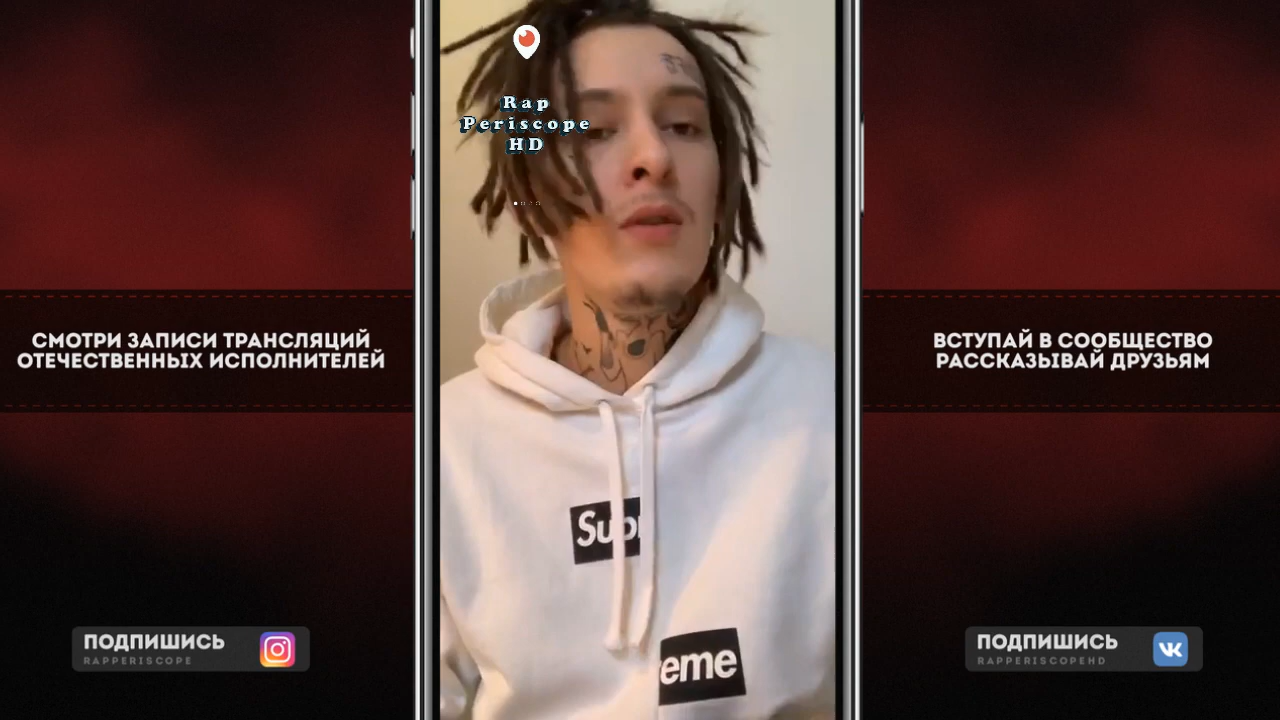 Rap
Periscope
HD
СМОТРИ ЗАПИСИ ТРАНСЛЯЦИЙ
ОТЕЧЕСТВЕННЫХ ИСПОЛНИТЕЛЕЙ
ВСТУПАЙ В СООБЩЕСТВО
РАССКАЗЫВАЙ ДРУЗЬЯМ
Sup
eme
ПОДПИШИСЬ
RAPPERISCOPE
ПОДПИШИСЬ
RAPPERISCOPEHD